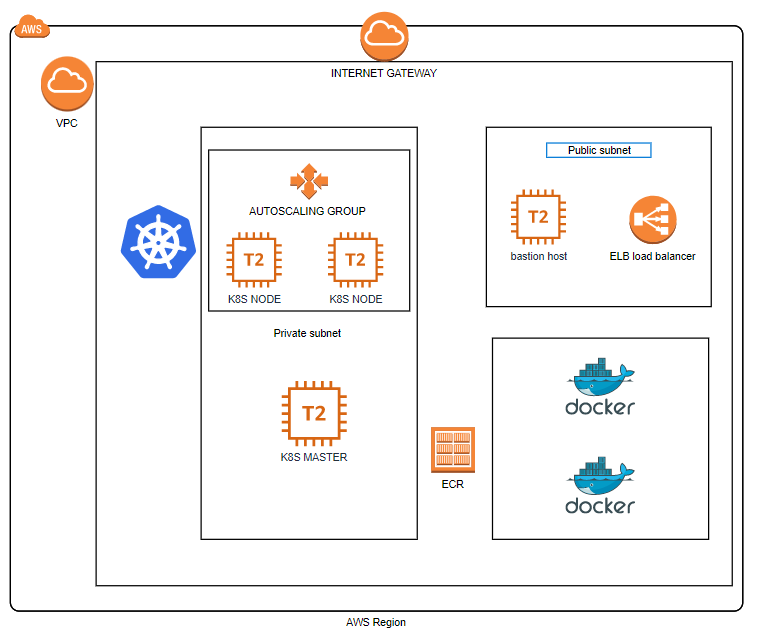 AWS
INTERNET GATEWAY
VPC
Public subnet
AUTOSCALING GROUP
T2
T2
K8S NODE
K8S NODE
T2
bastion host
ELB load balancer
Private subnet
T2
K8S MASTER
docker
ECR
docker
AWS Region